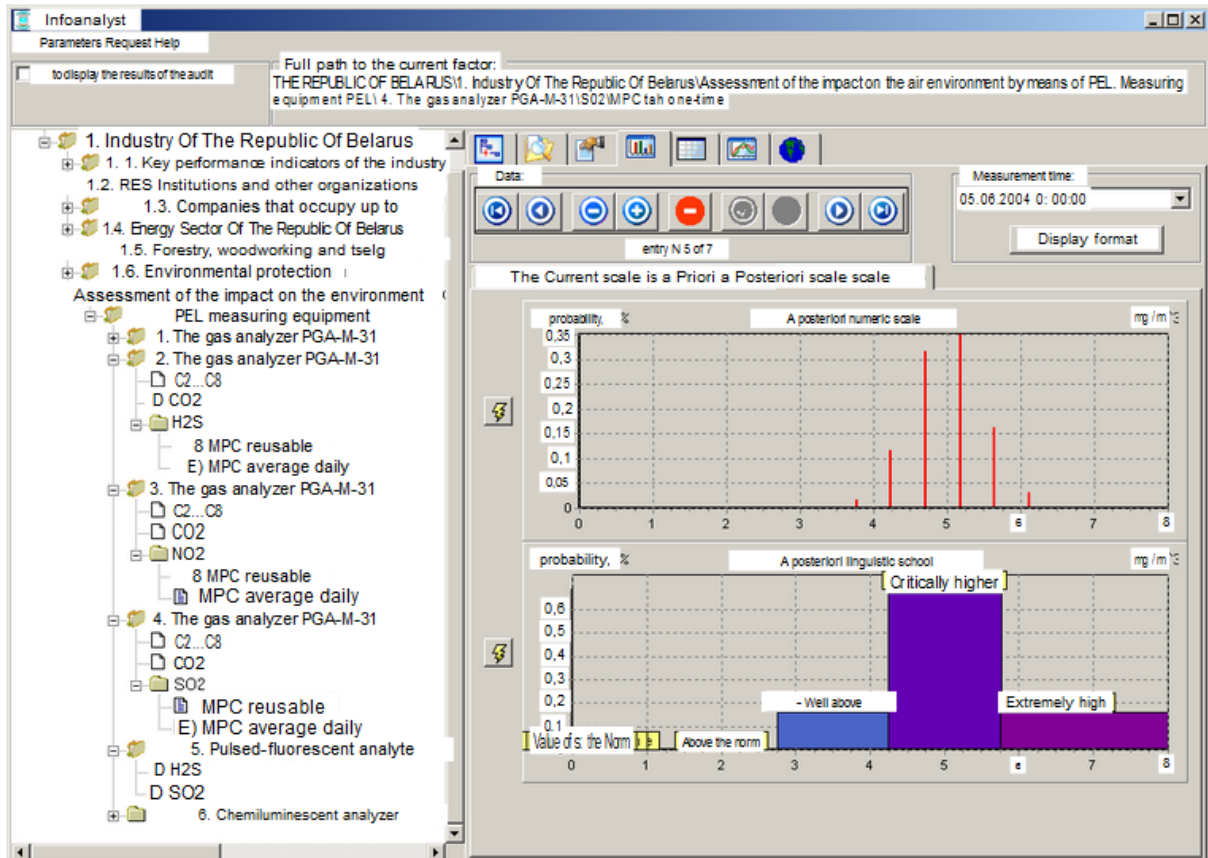 Infoanalyst
Parameters Request Help
to display the results of the audit
Full path to the current factor:
THE REPUBLIC OF BELARUS\1. Industry Of The Republic Of Belarus\Assessment of the impact on the air environment by means of PEL. Measuring
equipment PEL\ 4. The gas analyzer PGA-M-31\S02\MPC tah one-time
1. Industry Of The Republic Of Belarus
1. 1. Key performance indicators of the industry
1.2. RES Institutions and other organizations
1.3. Companies that occupy up to
1.4. Energy Sector Of The Republic Of Belarus
1.5. Forestry, woodworking and tselg
1.6. Environmental protection
Assessment of the impact on the environment
PEL measuring equipment
1. The gas analyzer PGA-M-31
2. The gas analyzer PGA-M-31
C2...C8
D CO2
H2S
8 MPC reusable
E) MPC average daily
3. The gas analyzer PGA-M-31
C2...C8
CO2
NO2
8 MPC reusable
MPC average daily
4. The gas analyzer PGA-M-31
C2...C8
CO2
SO2
MPC reusable
E) MPC average daily
5. Pulsed-fluorescent analyte
D H2S
D SO2
6. Chemiluminescent analyzer
Data:
entry N 5 of 7
Measurement time:
05.06.2004 0: 00:00
Display format
The Current scale is a Priori a Posteriori scale scale
probability, %
A posteriori numeric scale
mg / m
0,35
0,3
0,25
0,2
0,15
0,1
0,05
0
0 1 2 3 4 5 6 7 8
probability, %
A posteriori linguistic school
mg / m
Critically higher
0,6
0,5
0,4
0,3
0,2
0.1
- Well above
Extremely high
Value of s: the Norm
Above the norm
0 1 2 3 4 5 6 7 8